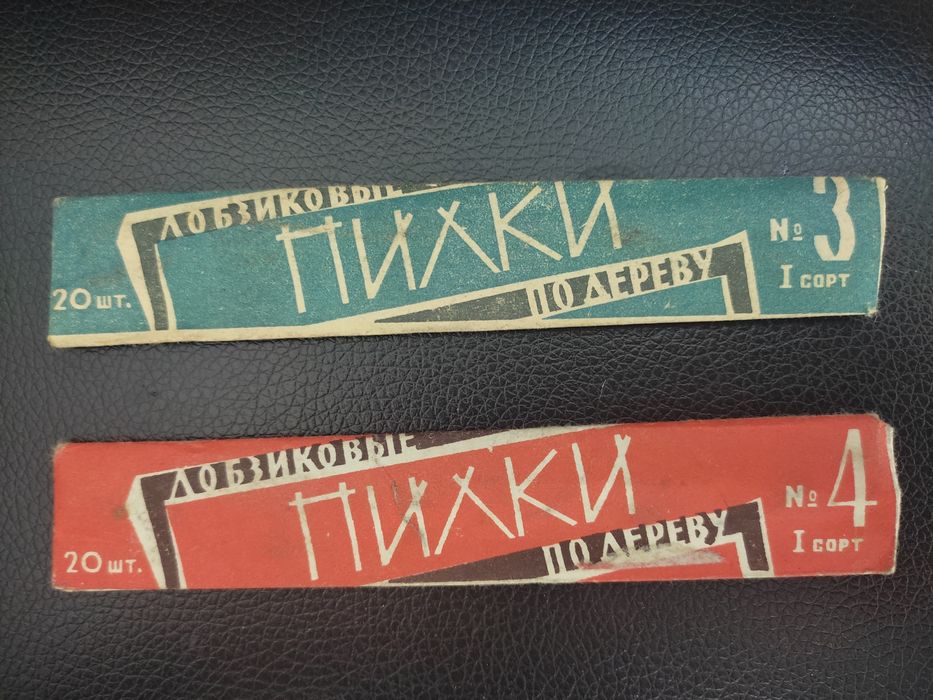 ЛОБЗИКОВЫЕ
ПИЛКИ
ПО ДЕРЕВУ
20 шт.
№ 3
I СОРТ
ЛОБЗИКОВЫЕ
ПИЛКИ
ПО ДЕРЕВУ
20 шт.
№ 4
I СОРТ